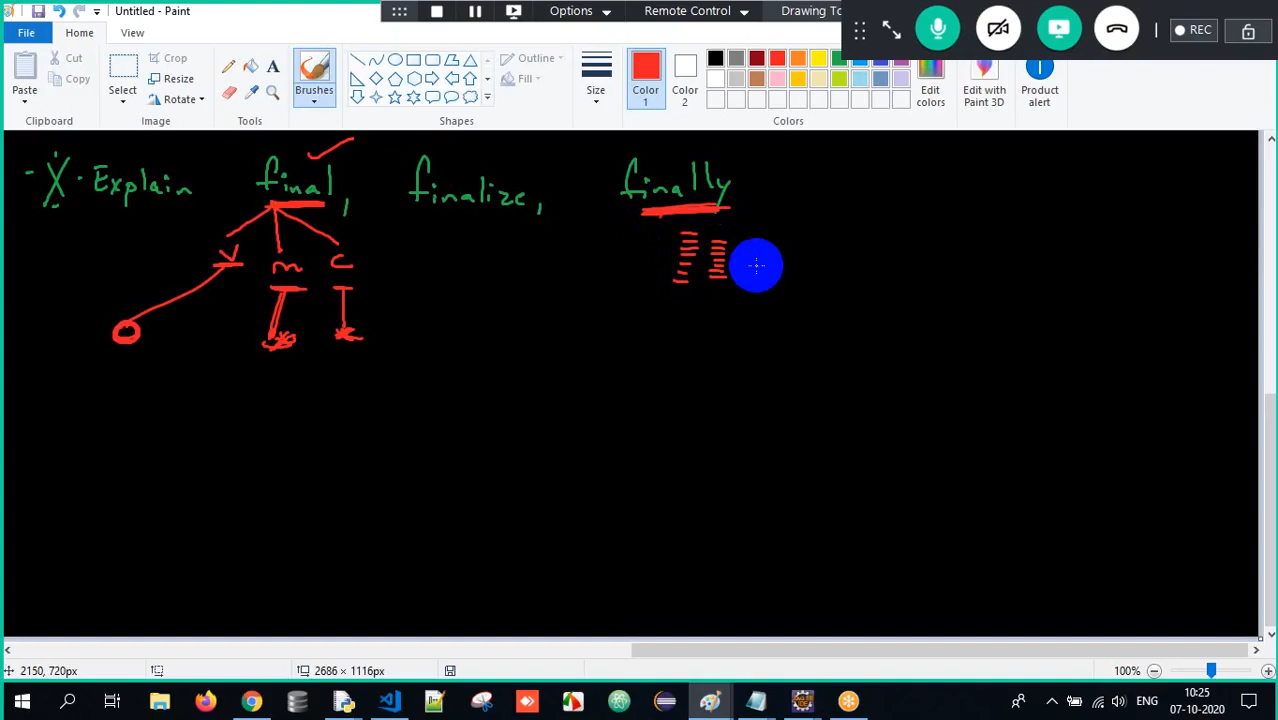 Untitled - Paint
Options
Remote Control
Drawing To
REC
File
Home
View
Paste
Cut
Copy
Clipboard
Select
Crop
Resize
Rotate
Image
A
Tools
Brushes
Shapes
Outline
Fill
Size
Color 1
Color 2
Colors
Edit colors
Edit with Paint 3D
Product alert
Explain final, finalize, finally
V m C
2150, 720px
2686 × 1116px
100%
ENG
10:25
07-10-2020